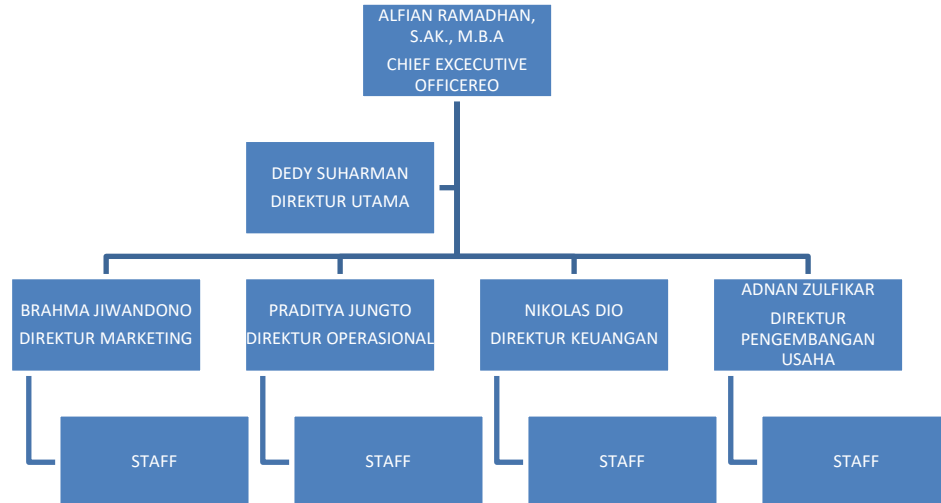 ALFIAN RAMADHAN,
S.AK., M.B.A
CHIEF EXCECUTIVE
OFFICEREO
DEDY SUHARMAN
DIREKTUR UTAMA
BRAHMA JIWANDONO
DIREKTUR MARKETING
PRADITYA JUNGTO
DIREKTUR OPERASIONAL
NIKOLAS DIO
DIREKTUR KEUANGAN
ADNAN ZULFIKAR
DIREKTUR
PENGEMBANGAN
USAHA
STAFF
STAFF
STAFF
STAFF